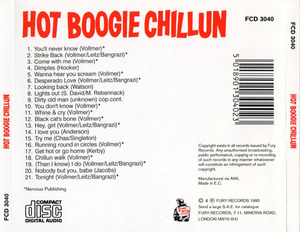 HOT BOOGIE CHILLUN
FCD 3040
1. You'll never know (Vollmer)*
2. Strike Back (Vollmer/Leitz/Bangrazi)*
3. Come with me (Vollmer)*
4. Dimples (Hooker)
5. Wanna hear you scream (Vollmer)*
6. Desperado Love (Vollmer/Leitz/Bangrazi)*
7. Looking back (Watson)
8. Lights out (S. David/M. Rebennack)
9. Dirty old man (unknown) cop.cont.
10. You don't know (Vollmer)*
11. Whine & cry (Vollmer)*
12. Black cat's bone (Vollmer)*
13. Hey, girl (Vollmer/Leitz/Bangrazi)*
14. I love you (Anderson)
15. Try me (Chas/Singleton)
16. Running round in circles (Vollmer)*
17. Get hot or go home (Kerby)
18. Chillun walk (Vollmer)*
19. (Then I know) I do (Vollmer/Leitz/Bangrazi)*
20. Nobody but you, babe (Jacobs)
21. Tonight (Vollmer/Leitz/Bangrazi)*
*Nervous Publishing.
COMPACT
disc
DIGITAL AUDIO
Copyright exists in all records issued by Fury
Records. Any unauthorised broadcasting,
public performance, copying or re-recording
of such records in any manner whatsoever
will constitute an infringement of such
copyright.
Manufactured via AWL
Made in E.C.
℗ & © FURY RECORDS 1995
Send a large S.A.E. for catalogue
FURY RECORDS, 7-11, MINERVA ROAD,
LONDON NW10 6HJ
FCD 3040
HOT BOOGIE CHILLUN
HOT BOOGIE CHILLUN
FCD 3040